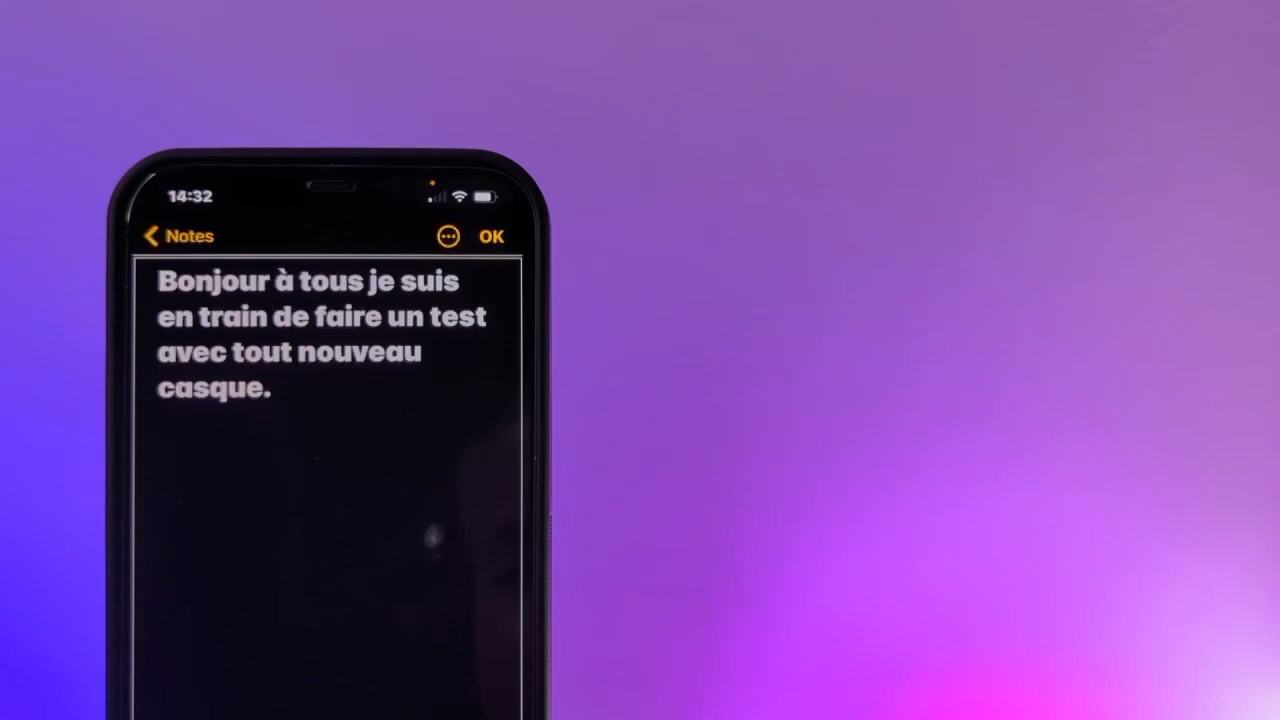 14:32
Notes
OK
Bonjour à tous je suis
en train de faire un test
avec tout nouveau
casque.